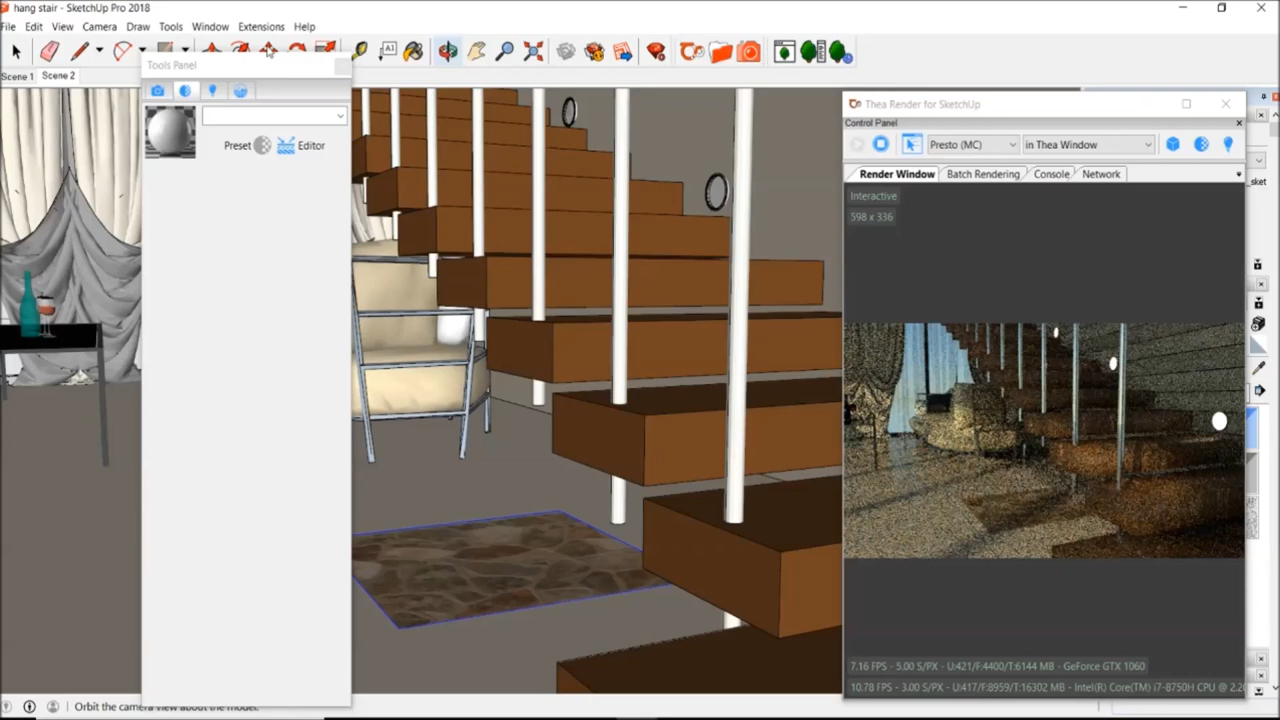 hang stair - SketchUp Pro 2018
File Edit View Camera Draw Tools Window Extensions Help
A1
Scene 1 Scene 2
Tools Panel
Preset Editor
Thea Render for SketchUp
Control Panel
Presto (MC) in Thea Window
Render Window Batch Rendering Console Network
Interactive
598 x 336
_sket
7.16 FPS - 5.00 S/PX - U:421/F:4400/T:6144 MB - GeForce GTX 1060
10.78 FPS - 3.00 S/PX - U:417/F:8959/T:16302 MB - Intel(R) Core(TM) i7-8750H CPU @ 2.20
Orbit the camera view about the model.